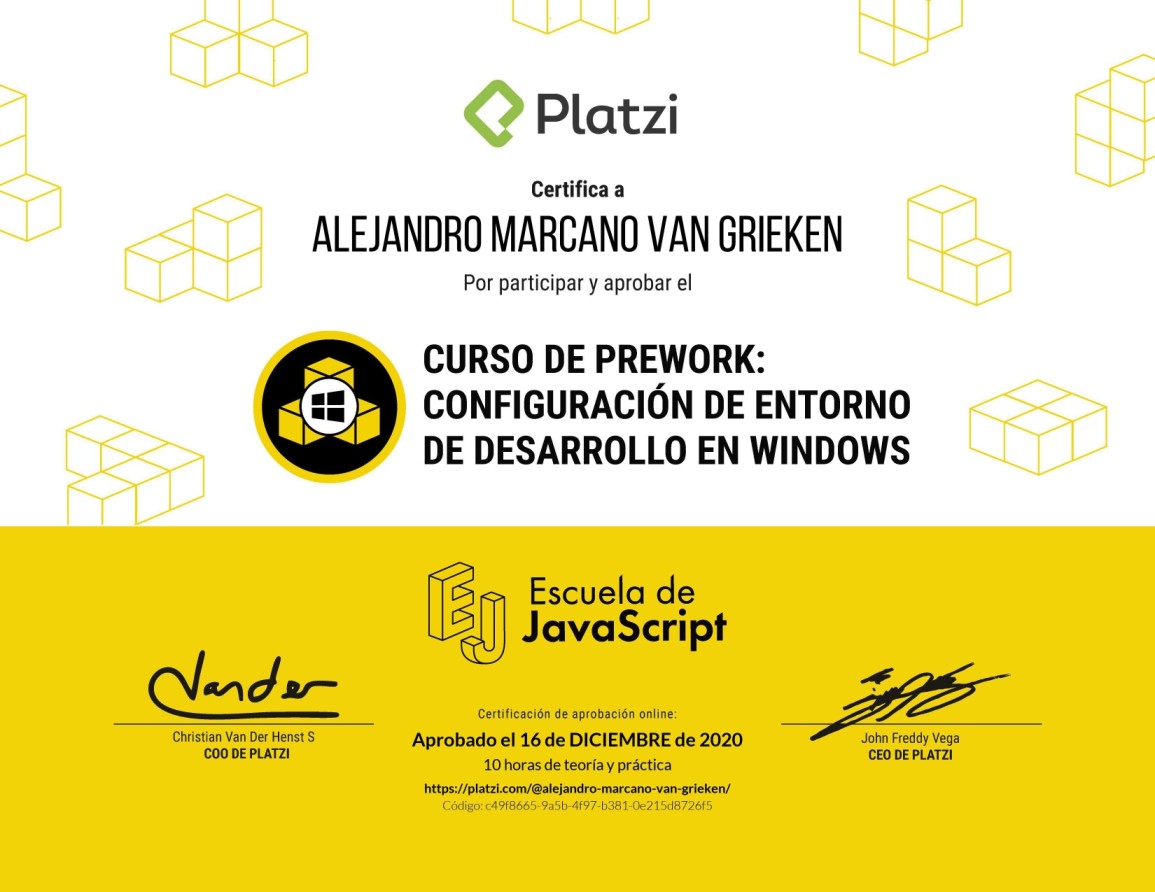 Platzi
Certifica a
ALEJANDRO MARCANO VAN GRIEKEN
Por participar y aprobar el
CURSO DE PREWORK:
CONFIGURACIÓN DE ENTORNO
DE DESARROLLO EN WINDOWS
EJ
Escuela de
JavaScript
Vander
Christian Van Der Henst S
COO DE PLATZI
Certificación de aprobación online:
Aprobado el 16 de DICIEMBRE de 2020
10 horas de teoría y práctica
https://platzi.com/@alejandro-marcano-van-grieken/
Código: c49f8665-9a5b-4f97-b381-0e215d8726f5
John Freddy Vega
CEO DE PLATZI